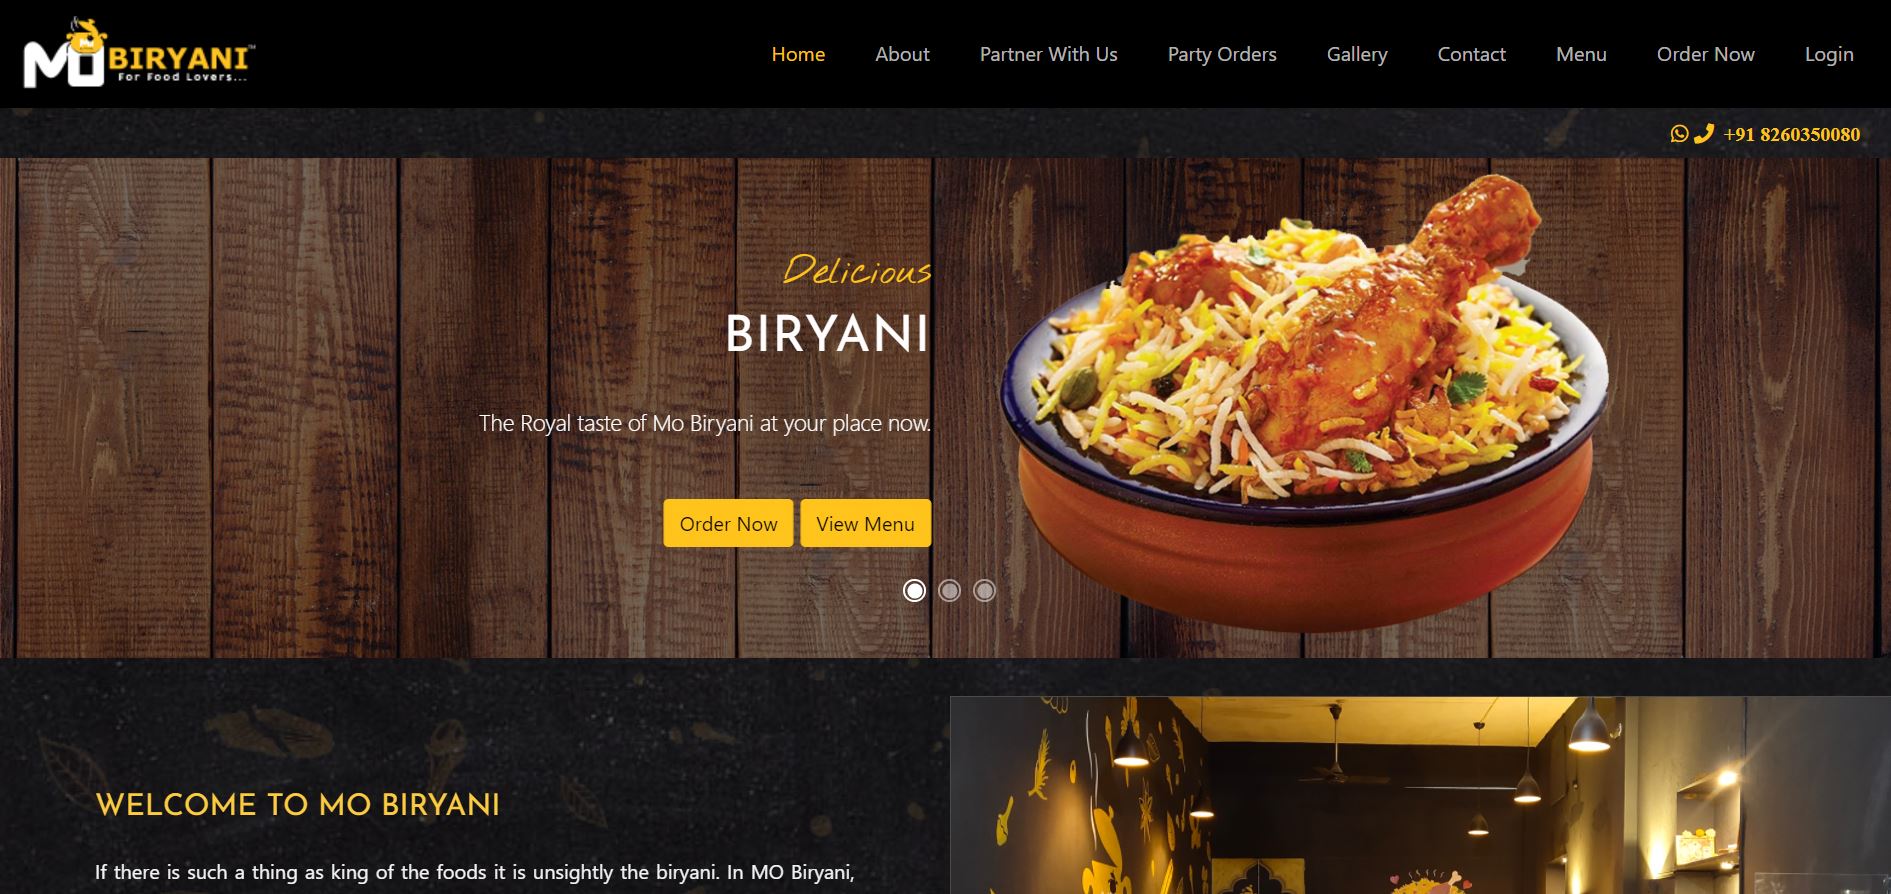 MO BIRYANI™
For Food Lovers...
Home About Partner With Us Party Orders Gallery Contact Menu Order Now Login
+91 8260350080
Delicious
BIRYANI
The Royal taste of Mo Biryani at your place now.
Order Now View Menu
WELCOME TO MO BIRYANI
If there is such a thing as king of the foods it is unsightly the biryani. In MO Biryani,